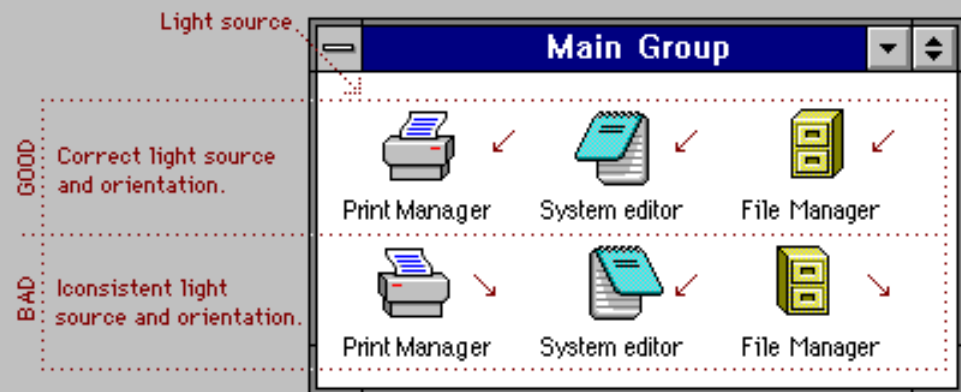 Light source
Main Group
GOOD
Correct light source
and orientation.
Print Manager
System editor
File Manager
BAD
Iconsistent light
source and orientation.
Print Manager
System editor
File Manager